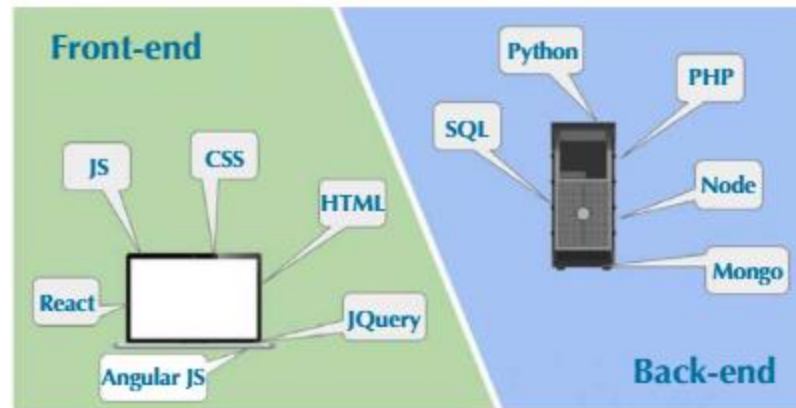 Front-end
JS
CSS
HTML
React
JQuery
Angular JS
Python
PHP
SQL
Node
Mongo
Back-end